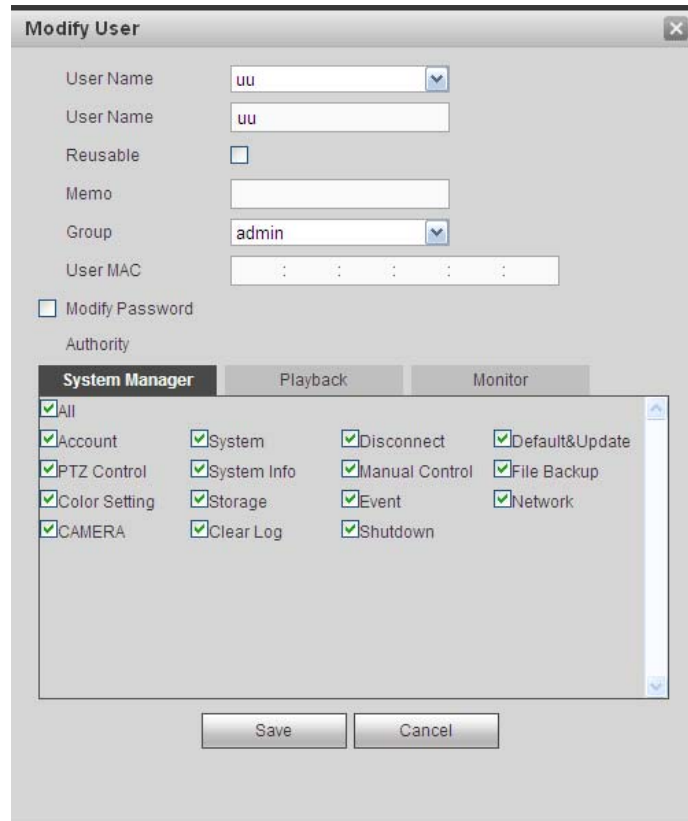 Modify User
User Name uu
User Name uu
Reusable
Memo
Group admin
User MAC : : : : :
Modify Password
Authority
System Manager Playback Monitor
All
Account System Disconnect Default&Update
PTZ Control System Info Manual Control File Backup
Color Setting Storage Event Network
CAMERA Clear Log Shutdown
Save Cancel